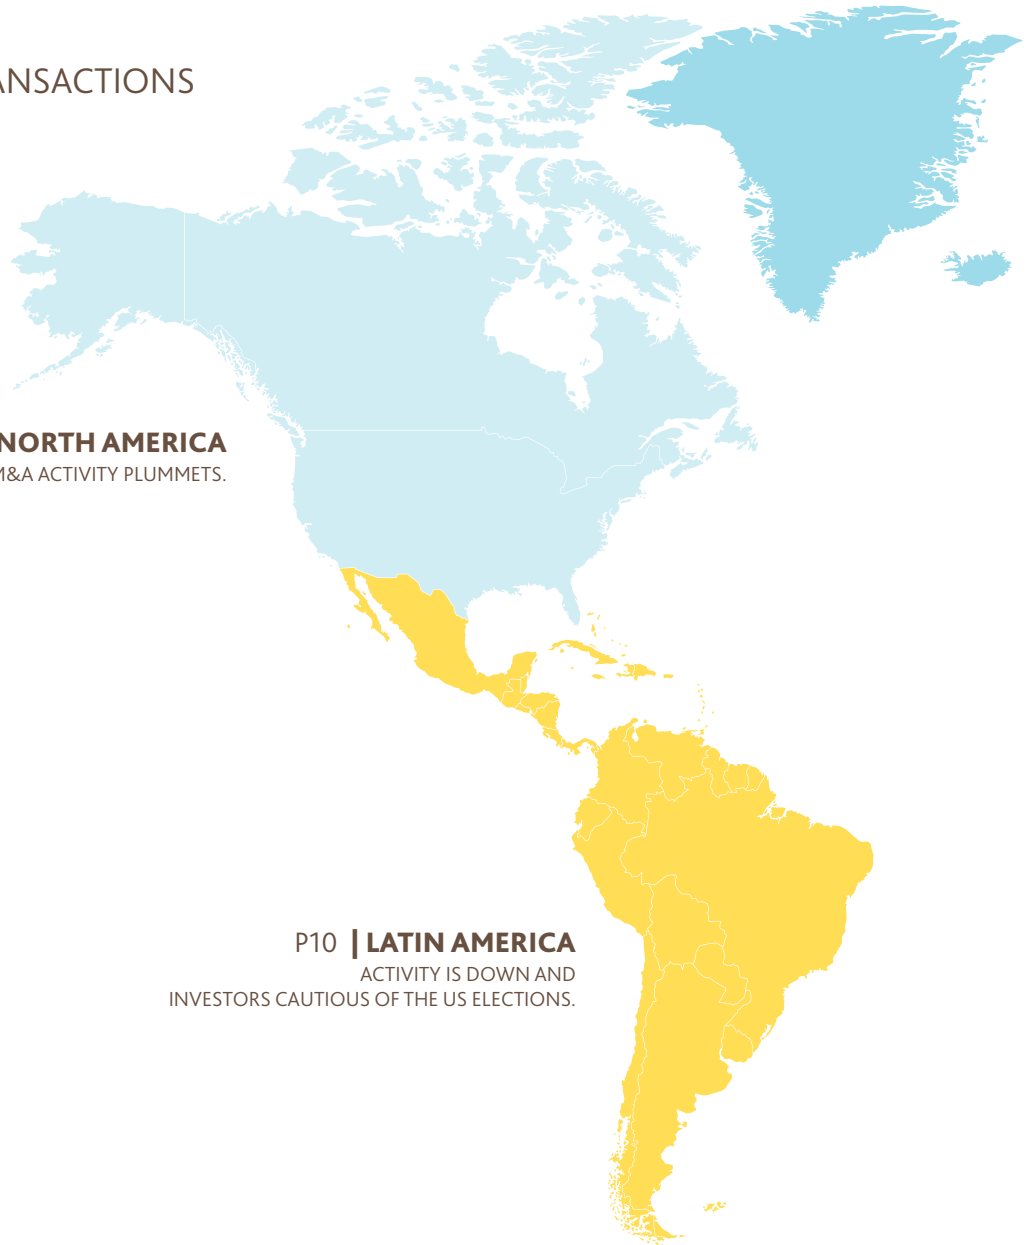 ANSACTIONS
NORTH AMERICA
M&A ACTIVITY PLUMMETS.
P10 | LATIN AMERICA
ACTIVITY IS DOWN AND
INVESTORS CAUTIOUS OF THE US ELECTIONS.